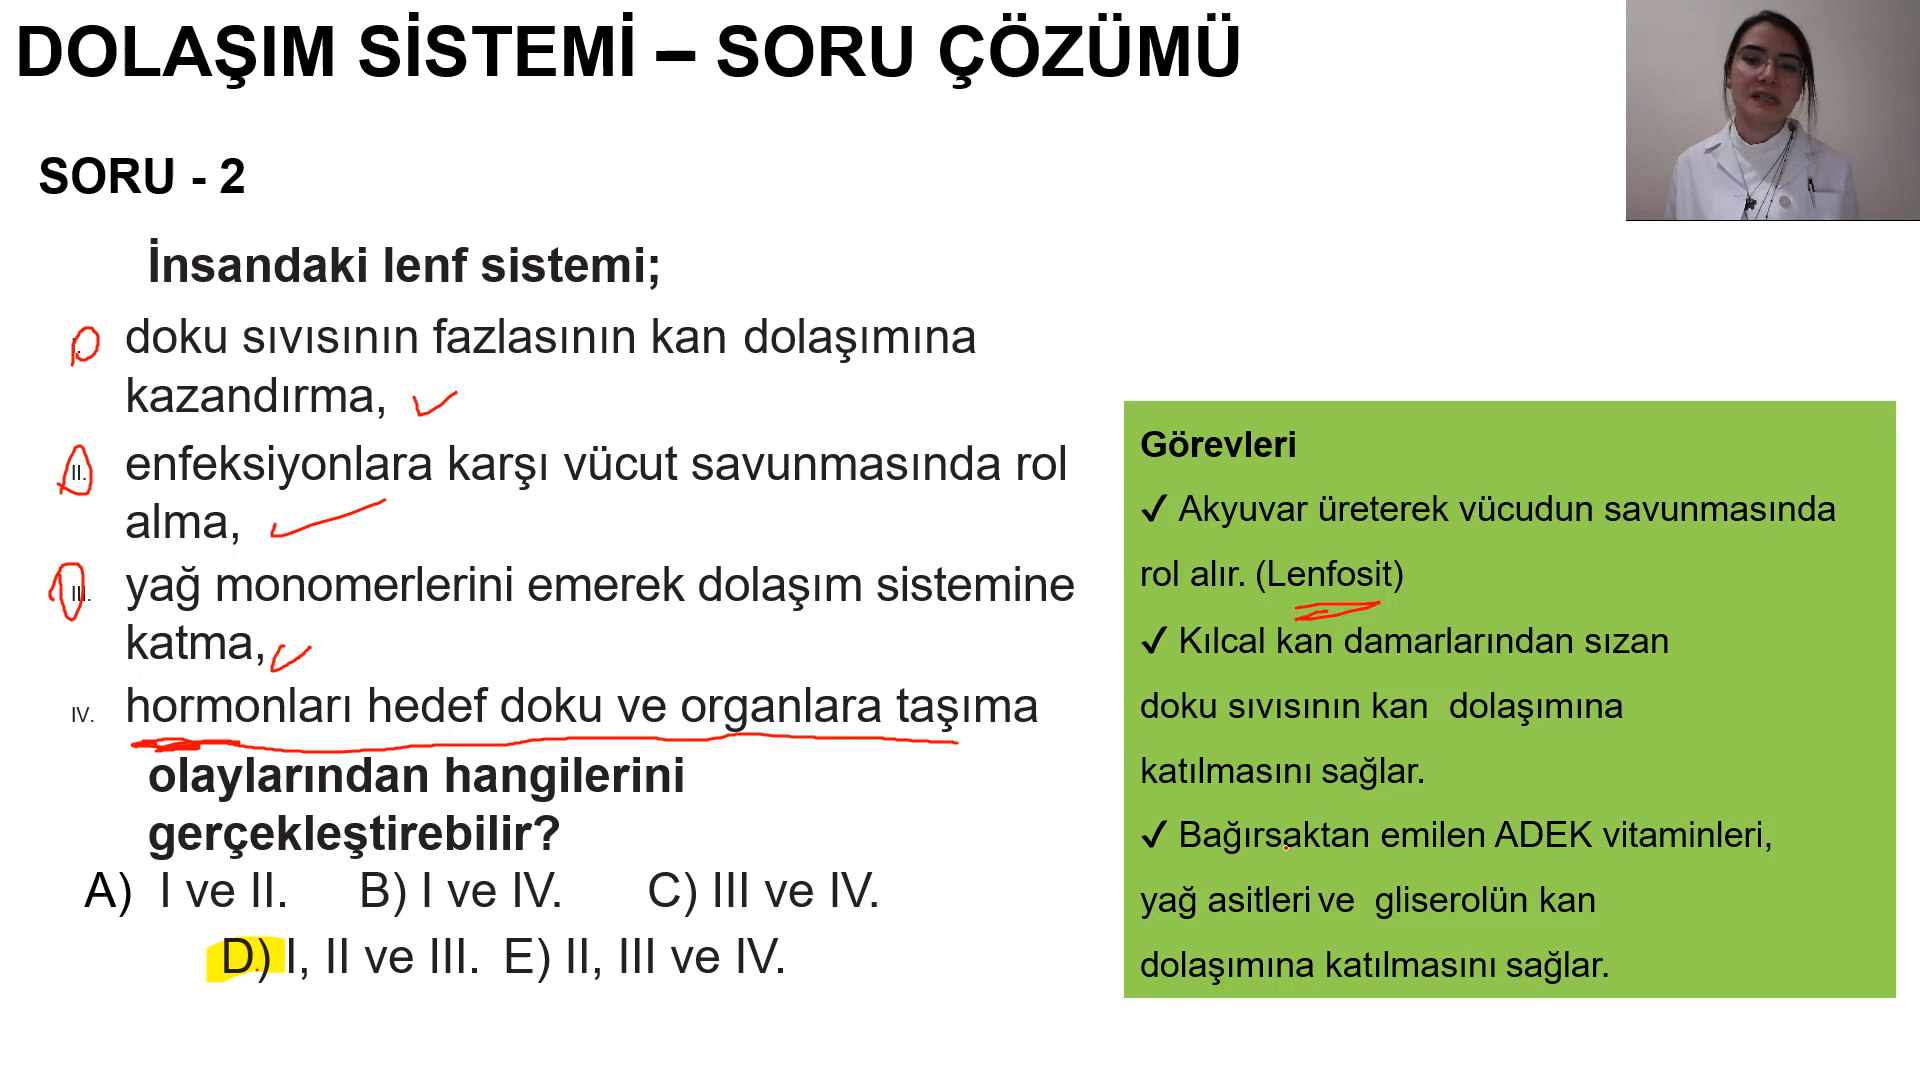 DOLAŞIM SİSTEMİ – SORU ÇÖZÜMÜ
SORU - 2
İnsandaki lenf sistemi;
I. doku sıvısının fazlasının kan dolaşımına
kazandırma,
II. enfeksiyonlara karşı vücut savunmasında rol
alma,
III. yağ monomerlerini emerek dolaşım sistemine
katma,
IV. hormonları hedef doku ve organlara taşıma
olaylarından hangilerini
gerçekleştirebilir?
A) I ve II. B) I ve IV. C) III ve IV.
D) I, II ve III. E) II, III ve IV.
Görevleri
✓ Akyuvar üreterek vücudun savunmasında
rol alır. (Lenfosit)
✓ Kılcal kan damarlarından sızan
doku sıvısının kan dolaşımına
katılmasını sağlar.
✓ Bağırsaktan emilen ADEK vitaminleri,
yağ asitleri ve gliserolün kan
dolaşımına katılmasını sağlar.